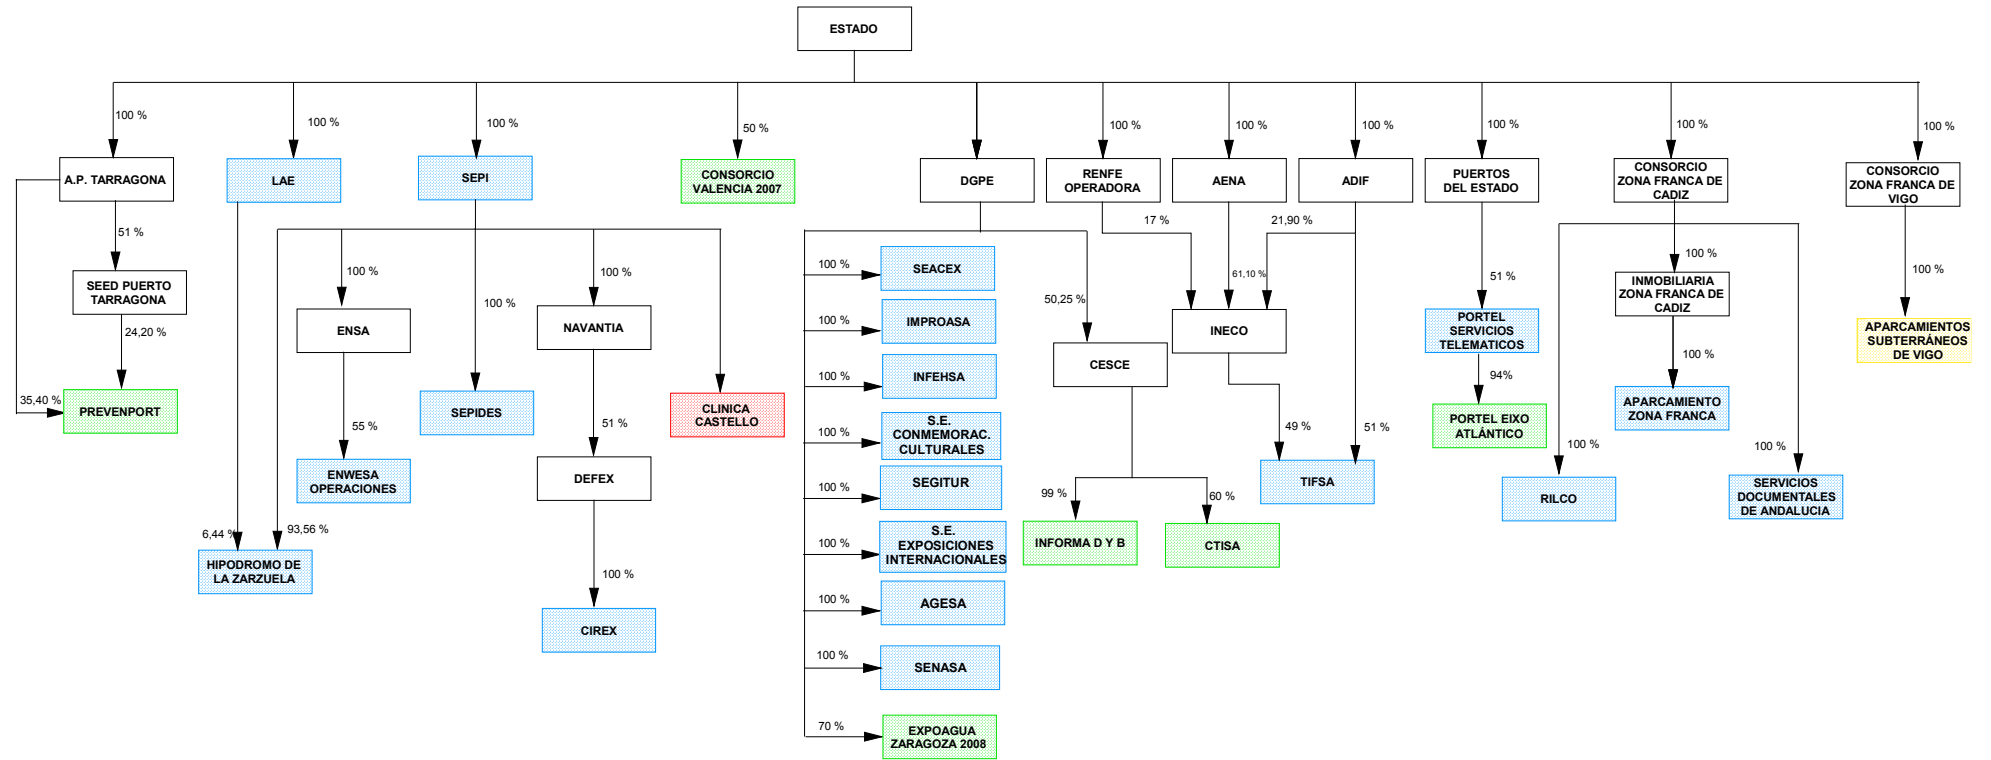 ESTADO
100 %
100 %
100 %
50 %
100 %
100 %
100 %
100 %
100 %
100 %
A.P. TARRAGONA
LAE
SEPI
CONSORCIO
VALENCIA 2007
DGPE
RENFE
OPERADORA
AENA
ADIF
PUERTOS
DEL ESTADO
CONSORCIO
ZONA FRANCA DE
CADIZ
CONSORCIO
ZONA FRANCA DE
VIGO
51 %
17 %
21,90 %
100 %
100 %
100 %
61,10 %
51 %
100 %
100 %
SEED PUERTO
TARRAGONA
SEACEX
INMOBILIARIA
ZONA FRANCA DE
CADIZ
24,20 %
ENSA
100 %
NAVANTIA
50,25 %
100 %
IMPROASA
INECO
PORTEL
SERVICIOS
TELEMATICOS
APARCAMIENTOS
SUBTERRÁNEOS
DE VIGO
CESCE
100 %
INFEHSA
94%
100 %
35,40 %
PREVENPORT
55 %
SEPIDES
51 %
CLINICA
CASTELLO
100 %
S.E.
CONMEMORAC.
CULTURALES
49 %
51 %
PORTEL EIXO
ATLÁNTICO
APARCAMIENTO
ZONA FRANCA
100 %
100 %
ENWESA
OPERACIONES
DEFEX
100 %
SEGITUR
99 %
60 %
TIFSA
RILCO
SERVICIOS
DOCUMENTALES
DE ANDALUCIA
6,44 %
93,56 %
100 %
S.E.
EXPOSICIONES
INTERNACIONALES
INFORMA D Y B
CTISA
HIPODROMO DE
LA ZARZUELA
100 %
100 %
AGESA
CIREX
100 %
SENASA
70 %
EXPOAGUA
ZARAGOZA 2008